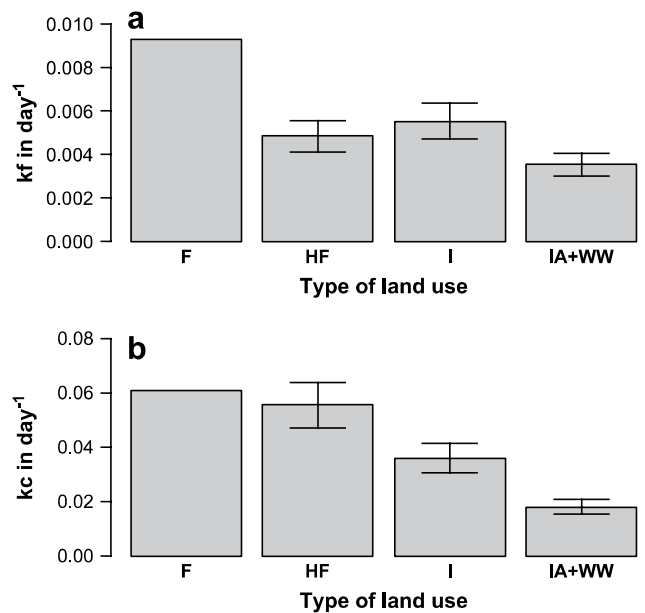 a
kf in day-1
0.010
0.008
0.006
0.004
0.002
0.000
F HF I IA+WW
Type of land use
b
kc in day-1
0.08
0.06
0.04
0.02
0.00
F HF I IA+WW
Type of land use